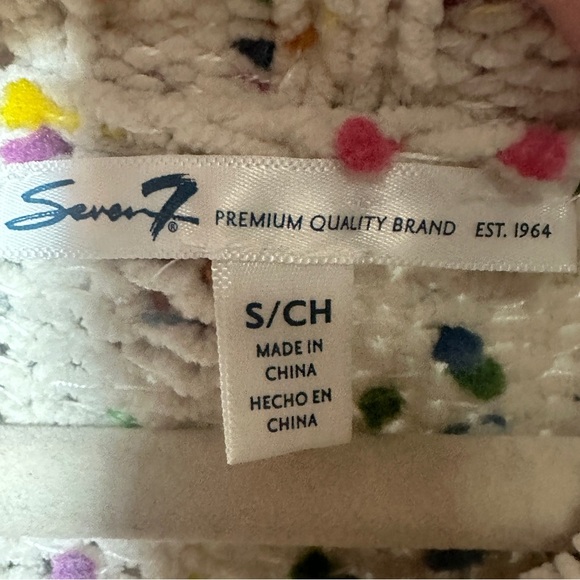 Seven7® PREMIUM QUALITY BRAND EST. 1964
S/CH
MADE IN
CHINA
HECHO EN
CHINA